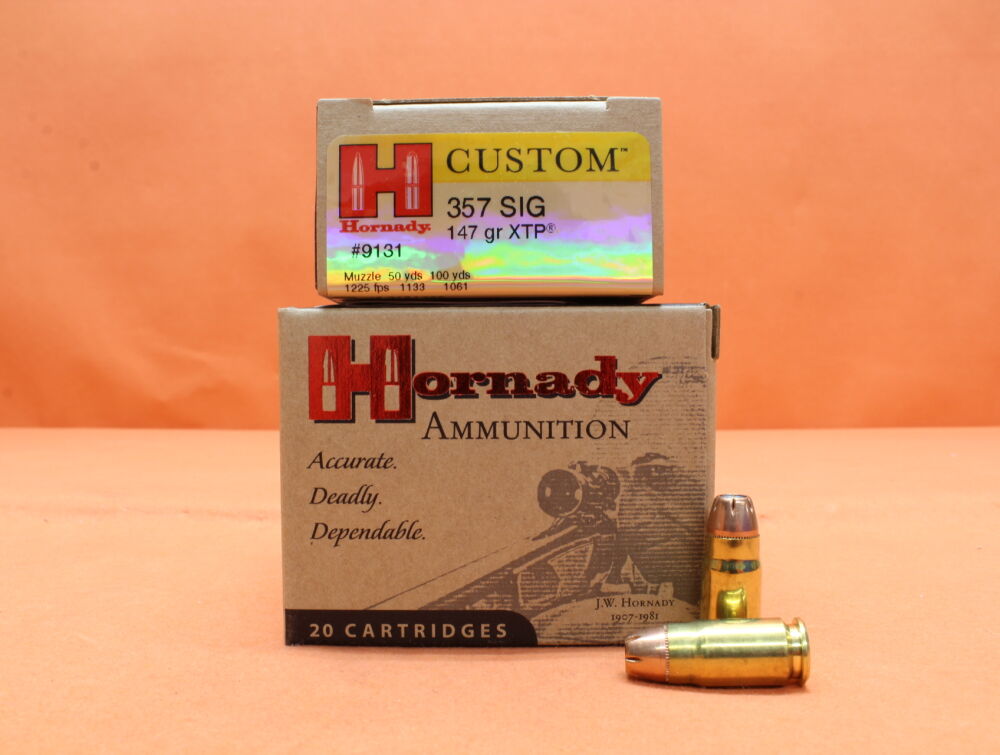 CUSTOM™
Hornady.
357 SIG
147 gr XTP®
#9131
Muzzle 50 yds 100 yds
1225 fps 1133 1061
Hornady
AMMUNITION
Accurate.
Deadly.
Dependable.
J.W. HORNADY
1907-1981
20 CARTRIDGES